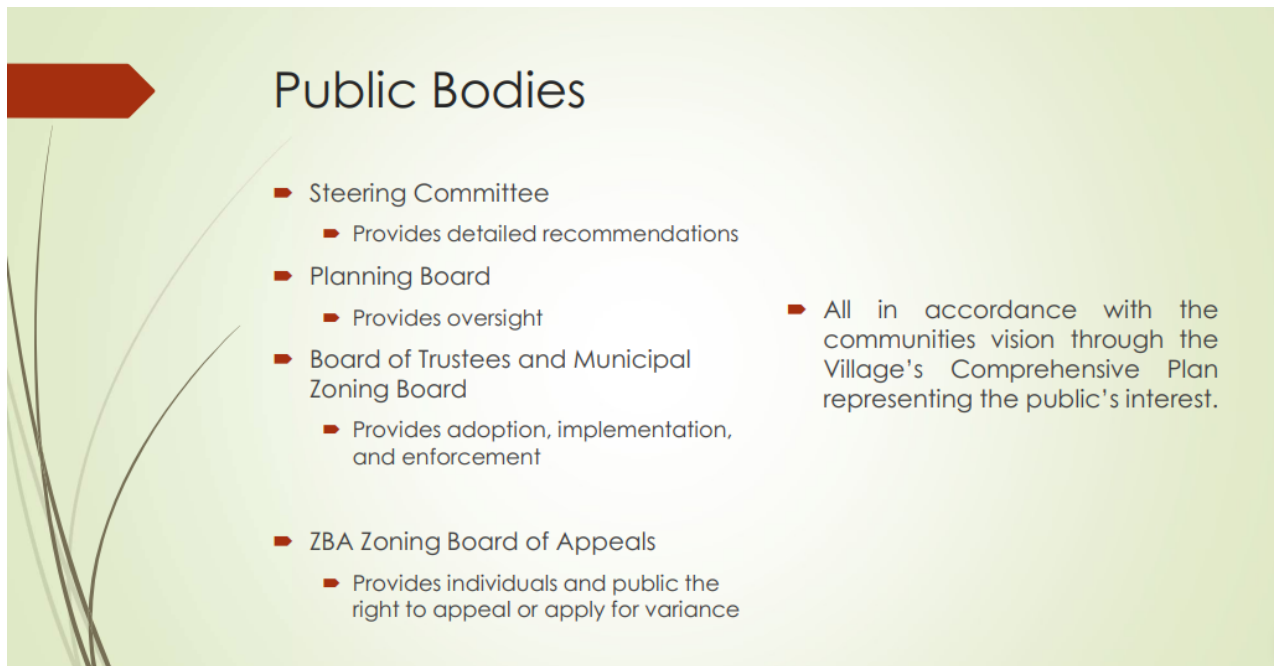 Public Bodies
Steering Committee
Provides detailed recommendations
Planning Board
Provides oversight
Board of Trustees and Municipal
Zoning Board
Provides adoption, implementation,
and enforcement
ZBA Zoning Board of Appeals
Provides individuals and public the
right to appeal or apply for variance
All in accordance with the
communities vision through the
Village's Comprehensive Plan
representing the public's interest.